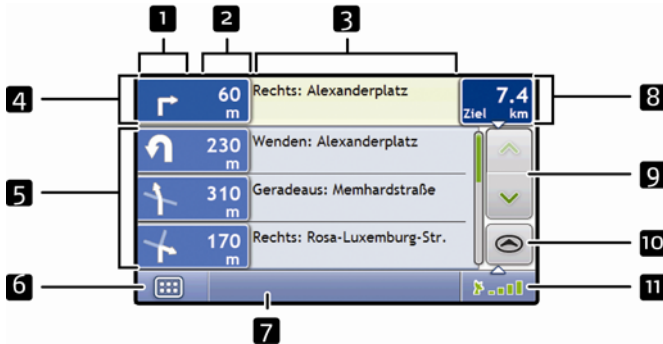 1 2 3
4 60 m Rechts: Alexanderplatz 7.4 Ziel km 8
230 m Wenden: Alexanderplatz
9
5 310 m Geradeaus: Memhardstraße
170 m Rechts: Rosa-Luxemburg-Str. 10
6 7 11